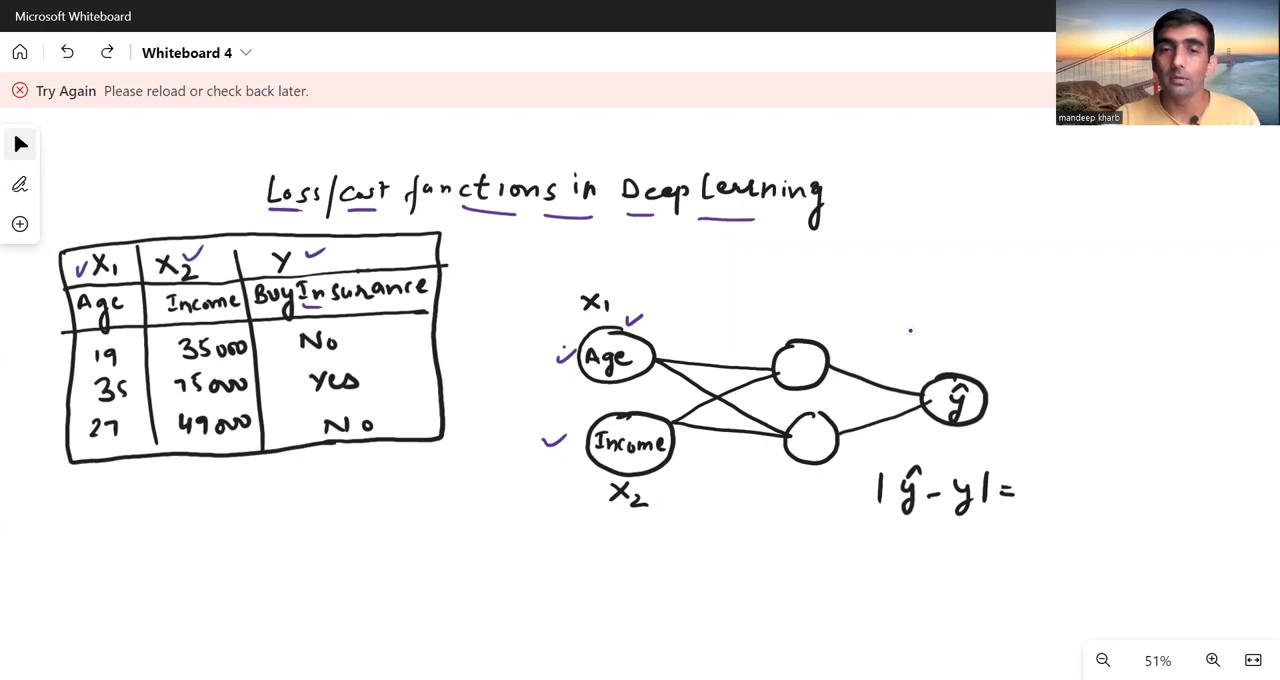 Microsoft Whiteboard
Whiteboard 4
Try Again Please reload or check back later.
mandeep kharb
Loss/Cost functions in Deep Learning
X1 X2 Y
Age Income Buy Insurance
19 35000 No
35 75000 Yes
27 49000 No
X1
Age
Income
X2
ŷ
|ŷ - y| =
51%